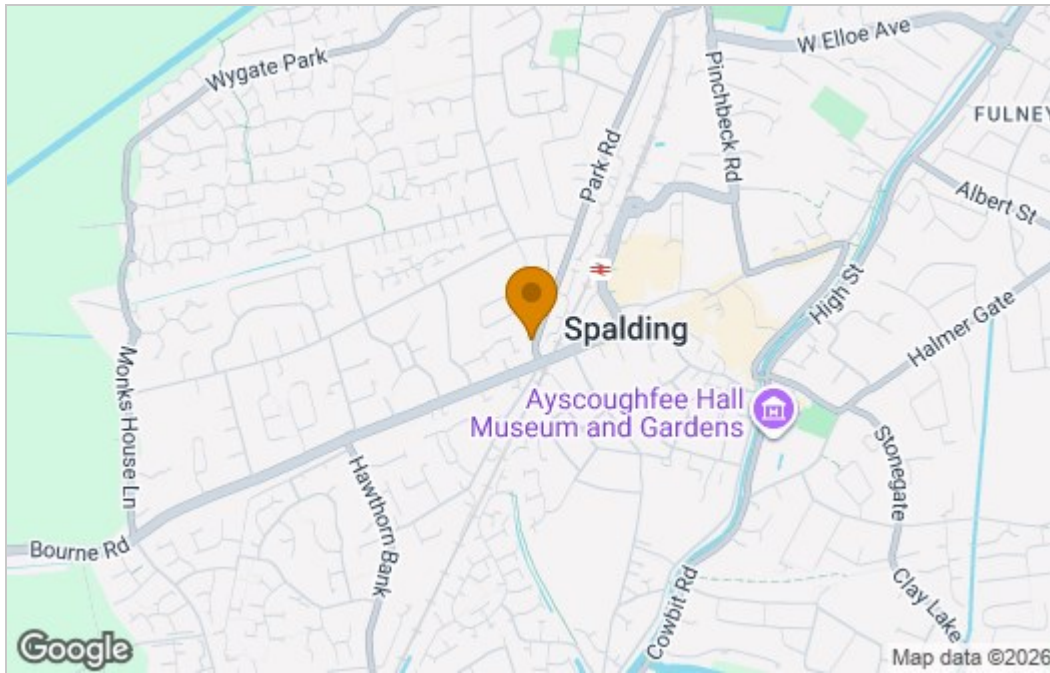 W Elloe Ave
Wygate Park
Pinchbeck Rd
FULNEY
Park Rd
Albert St
High St
Halmer Gate
Spalding
Monks House Ln
Ayscoughfee Hall
Museum and Gardens
Stonegate
Hawthorn Bank
Bourne Rd
Clay Lake
Cowbit Rd
Google
Map data ©2026